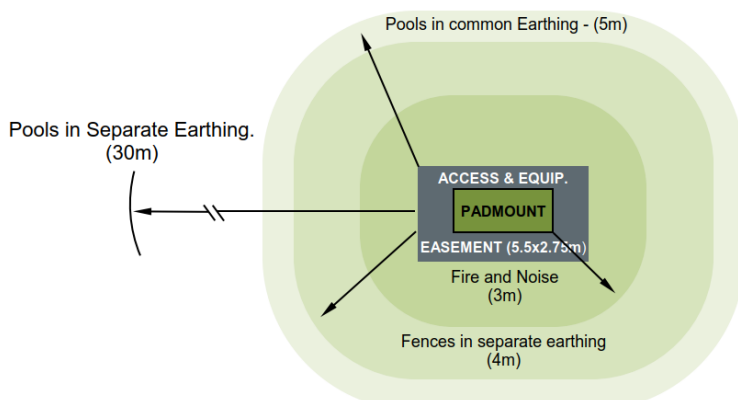 Pools in common Earthing - (5m)
Pools in Separate Earthing.
(30m)
ACCESS & EQUIP.
PADMOUNT
EASEMENT (5.5x2.75m)
Fire and Noise
(3m)
Fences in separate earthing
(4m)